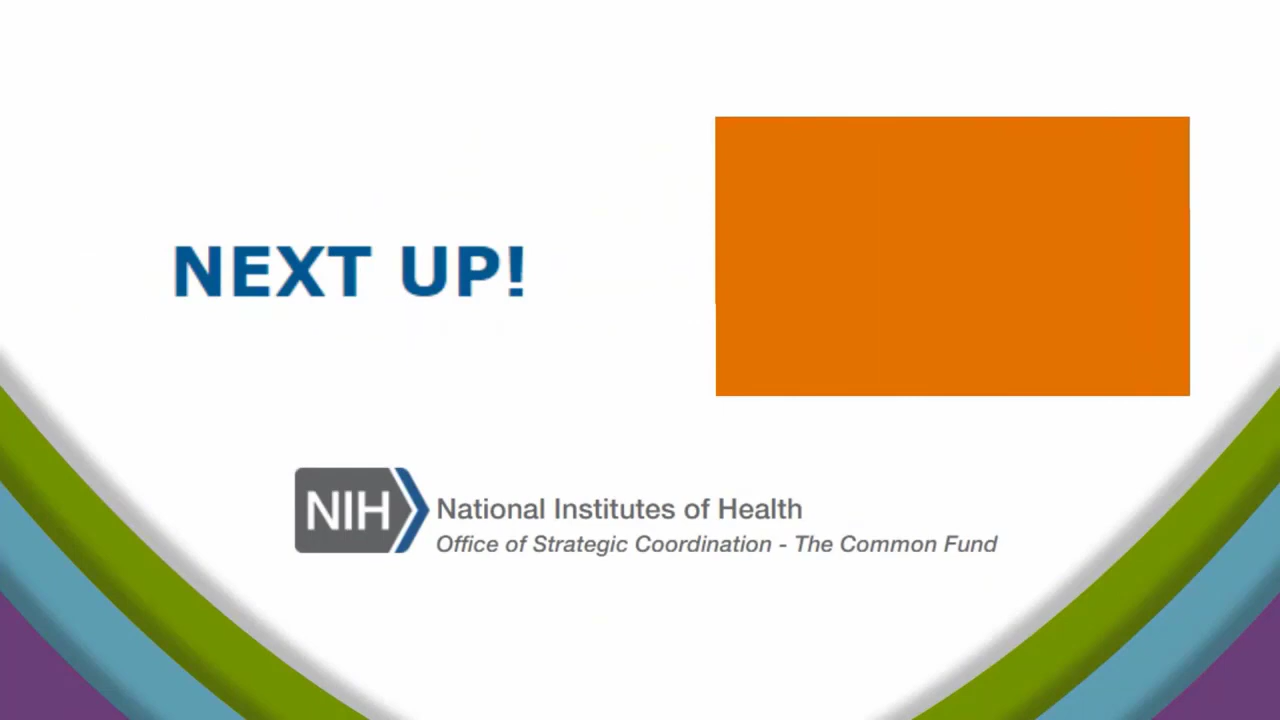 NEXT UP!
NIH
National Institutes of Health
Office of Strategic Coordination - The Common Fund